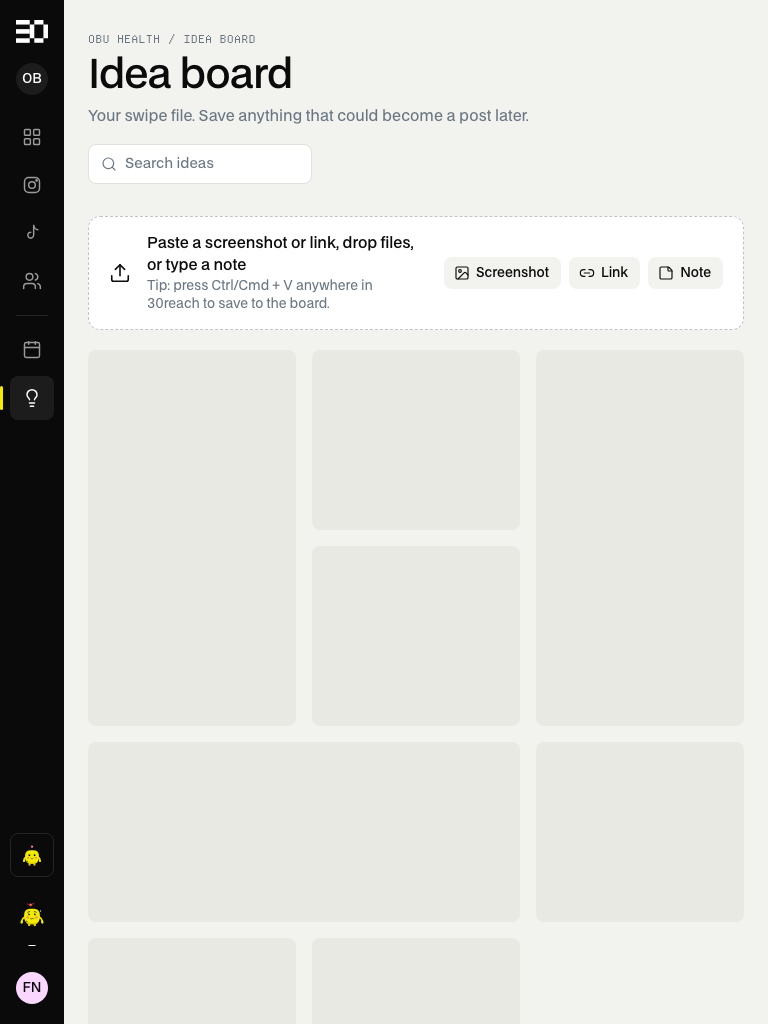 30
OB
OBU HEALTH / IDEA BOARD
Idea board
Your swipe file. Save anything that could become a post later.
Search ideas
Paste a screenshot or link, drop files,
or type a note
Tip: press Ctrl/Cmd + V anywhere in
30reach to save to the board.
Screenshot
Link
Note
FN